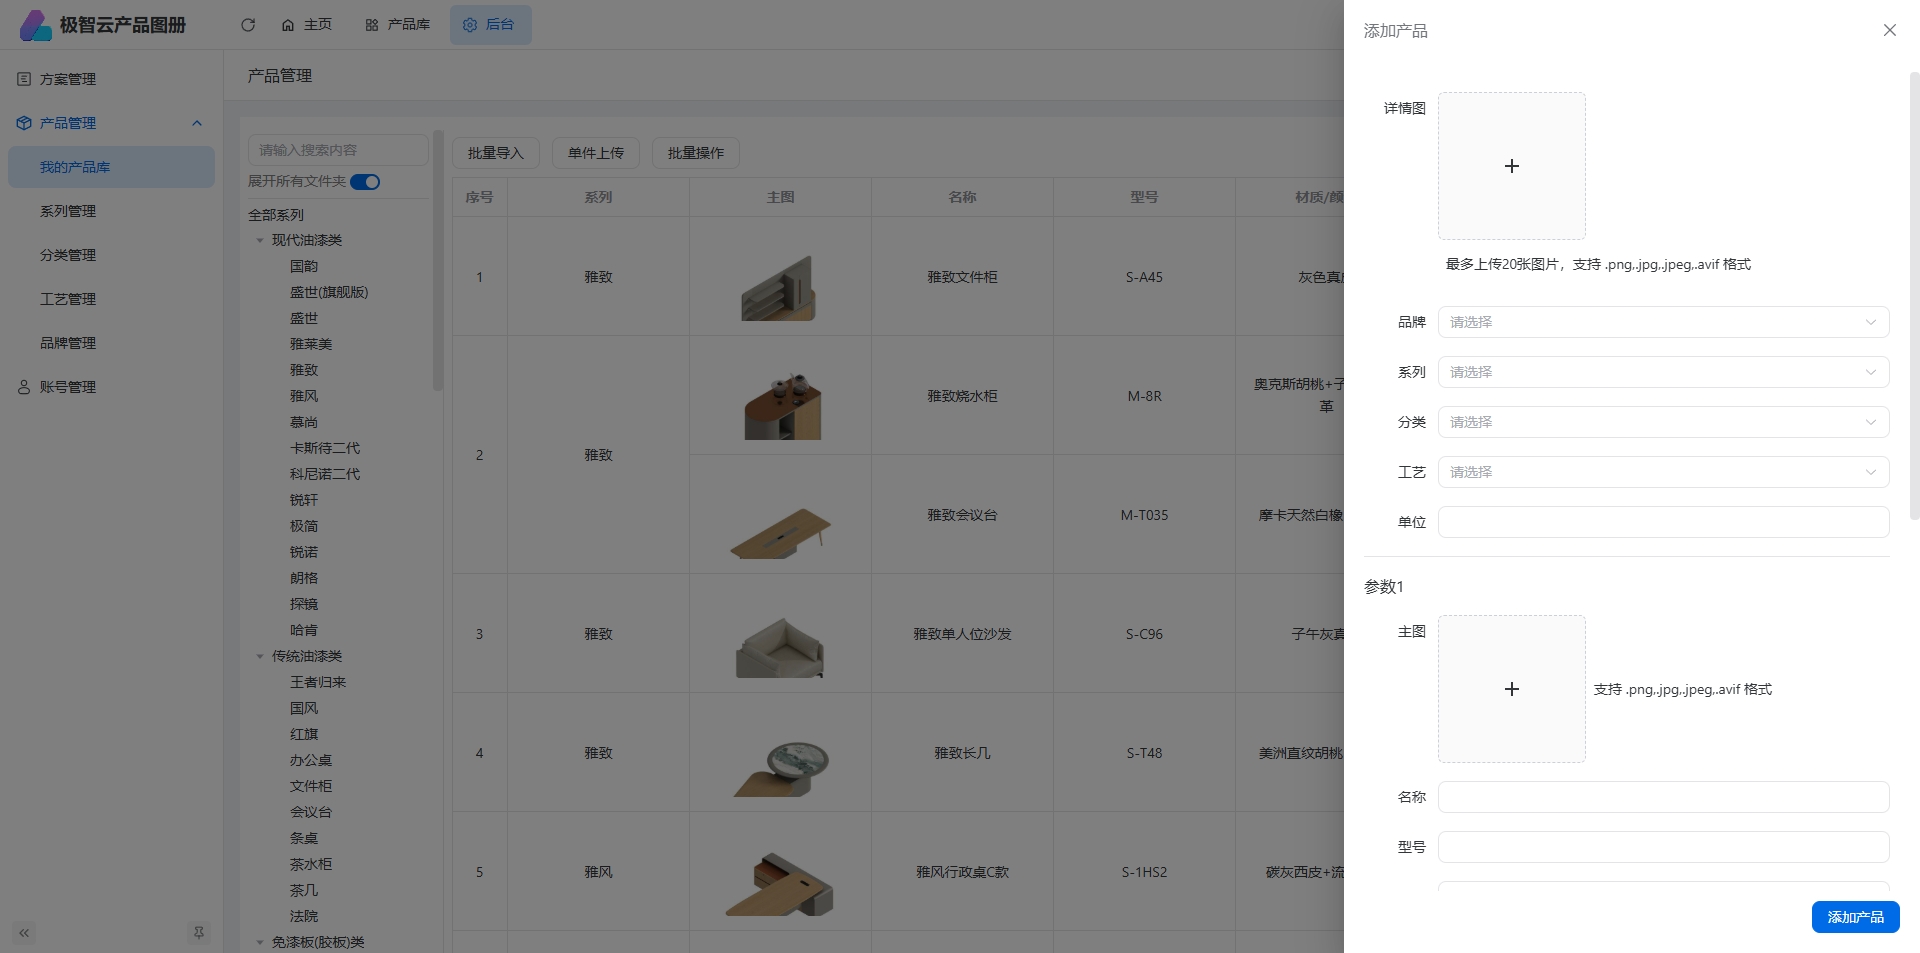 极智云产品图册
主页
产品库
后台
方案管理
产品管理
我的产品库
系列管理
分类管理
工艺管理
品牌管理
账号管理
产品管理
请输入搜索内容
展开所有文件夹
全部系列
现代油漆类
国韵
盛世(旗舰版)
盛世
雅莱美
雅致
雅风
慕尚
卡斯待二代
科尼诺二代
锐轩
极简
锐诺
朗格
探镜
哈肯
传统油漆类
王者归来
国风
红旗
办公桌
文件柜
会议台
条桌
茶水柜
茶几
法院
免漆板(胶板)类
批量导入 单件上传 批量操作
序号 系列 主图 名称 型号 材质/颜
1 雅致 雅致文件柜 S-A45 灰色真
2 雅致 雅致烧水柜 M-8R 奥克斯胡桃+子
革
雅致会议台 M-T035 摩卡天然白橡
3 雅致 雅致单人位沙发 S-C96 子午灰真
4 雅致 雅致长几 S-T48 美洲直纹胡桃
5 雅风 雅风行政桌C款 S-1HS2 碳灰西皮+流
添加产品
详情图
最多上传20张图片，支持 .png,.jpg,.jpeg,.avif 格式
品牌 请选择
系列 请选择
分类 请选择
工艺 请选择
单位
参数1
主图
支持 .png,.jpg,.jpeg,.avif 格式
名称
型号
添加产品